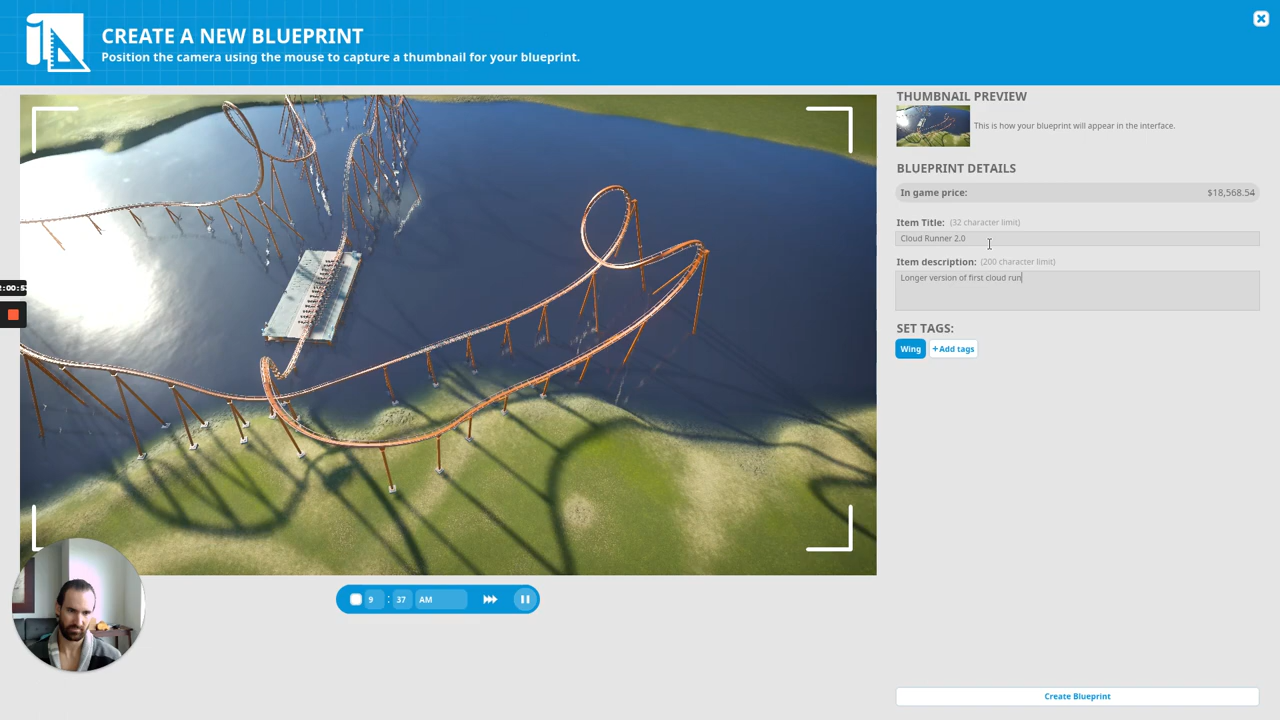 CREATE A NEW BLUEPRINT
Position the camera using the mouse to capture a thumbnail for your blueprint.
THUMBNAIL PREVIEW
This is how your blueprint will appear in the interface.
BLUEPRINT DETAILS
In game price: $18,568.54
Item Title: (32 character limit)
Cloud Runner 2.0
Item description: (200 character limit)
Longer version of first cloud run
SET TAGS:
Wing +Add tags
9 : 37 AM
Create Blueprint